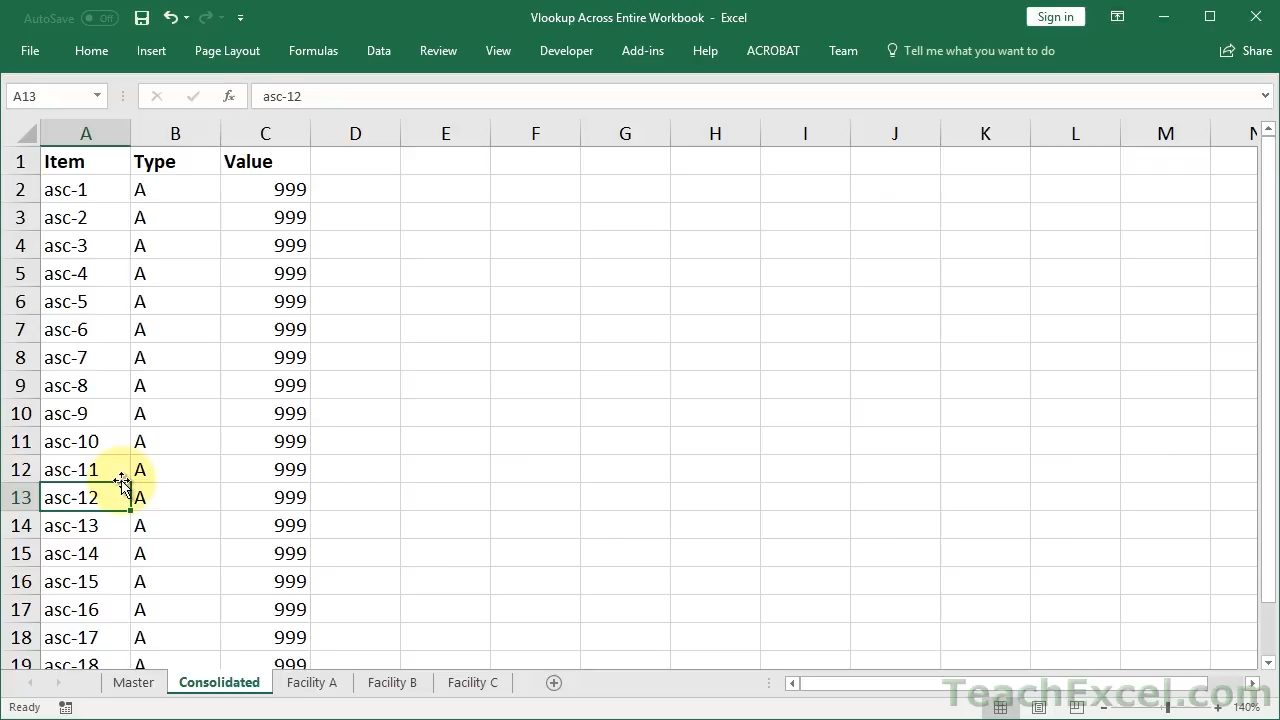 AutoSave Off
Vlookup Across Entire Workbook - Excel
Sign in
File Home Insert Page Layout Formulas Data Review View Developer Add-ins Help ACROBAT Team Tell me what you want to do Share
A13 fx asc-12
A B C D E F G H I J K L M N
1 Item Type Value
2 asc-1 A 999
3 asc-2 A 999
4 asc-3 A 999
5 asc-4 A 999
6 asc-5 A 999
7 asc-6 A 999
8 asc-7 A 999
9 asc-8 A 999
10 asc-9 A 999
11 asc-10 A 999
12 asc-11 A 999
13 asc-12 A 999
14 asc-13 A 999
15 asc-14 A 999
16 asc-15 A 999
17 asc-16 A 999
18 asc-17 A 999
19 asc-18 A 999
Master Consolidated Facility A Facility B Facility C
TeachExcel.com
Ready 140%